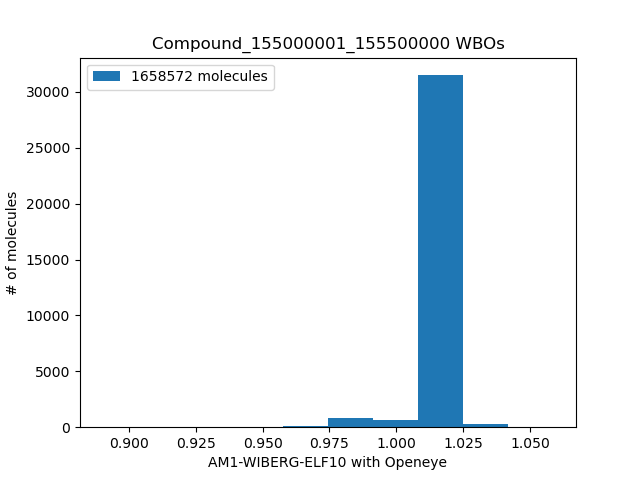 Compound_155000001_155500000 WBOs
1658572 molecules
30000
25000
20000
15000
10000
5000
0
# of molecules
0.900 0.925 0.950 0.975 1.000 1.025 1.050
AM1-WIBERG-ELF10 with Openeye